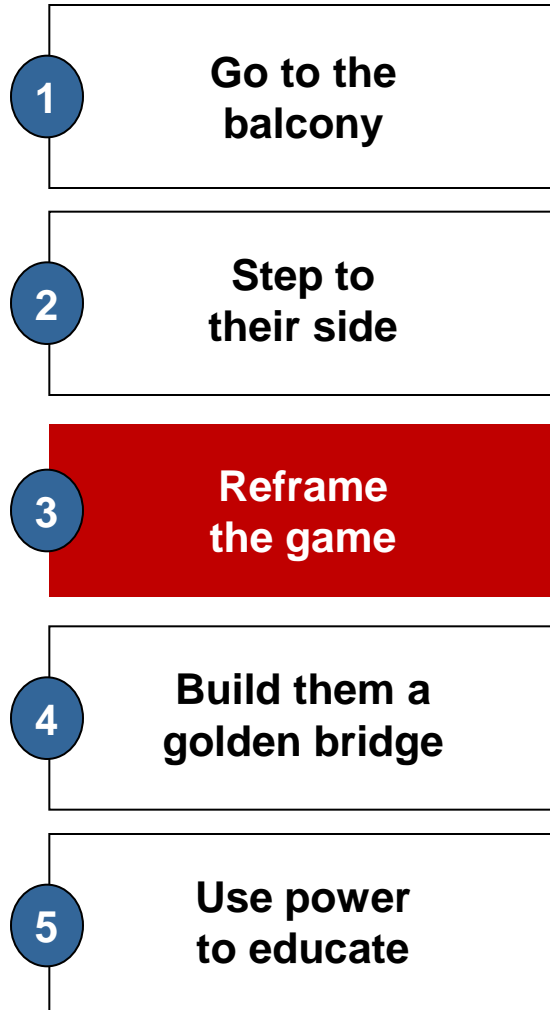 1
Go to the
balcony
2
Step to
their side
3
Reframe
the game
4
Build them a
golden bridge
5
Use power
to educate